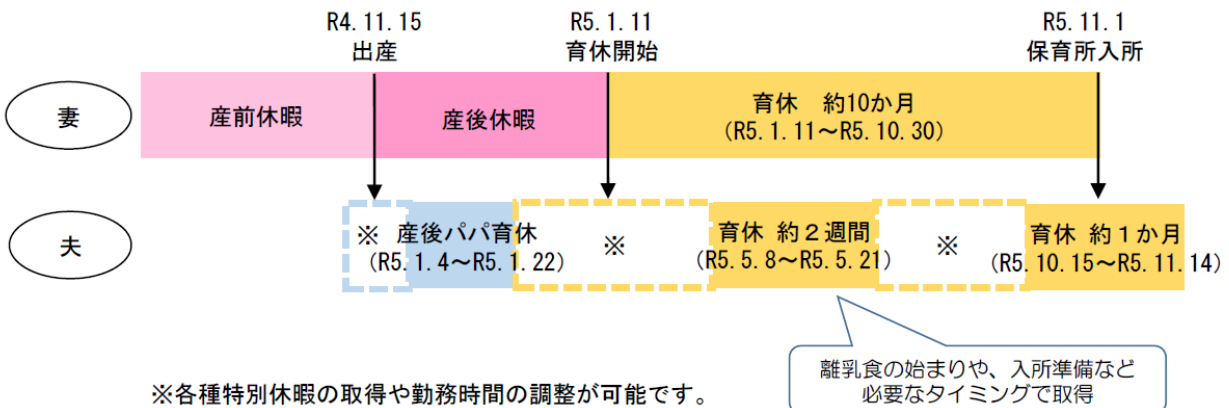 R4.11.15
出産
R5.1.11
育休開始
R5.11.1
保育所入所
妻
産前休暇
産後休暇
育休 約10か月
(R5.1.11～R5.10.30)
夫
※
産後パパ育休
(R5.1.4～R5.1.22)
※
育休 約２週間
(R5.5.8～R5.5.21)
※
育休 約１か月
(R5.10.15～R5.11.14)
離乳食の始まりや、入所準備など
必要なタイミングで取得
※各種特別休暇の取得や勤務時間の調整が可能です。